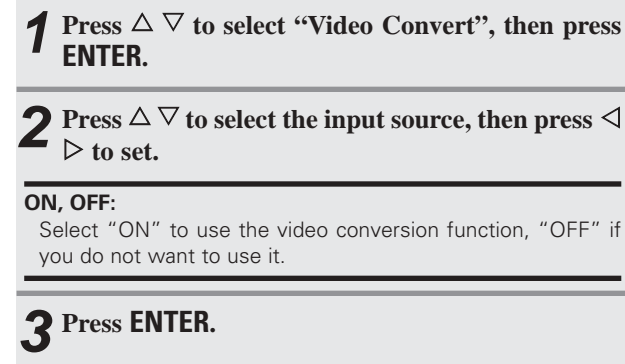 1 Press △ ▽ to select “Video Convert”, then press
ENTER.
2 Press △ ▽ to select the input source, then press ◁
▷ to set.
ON, OFF:
Select “ON” to use the video conversion function, “OFF” if
you do not want to use it.
3 Press ENTER.